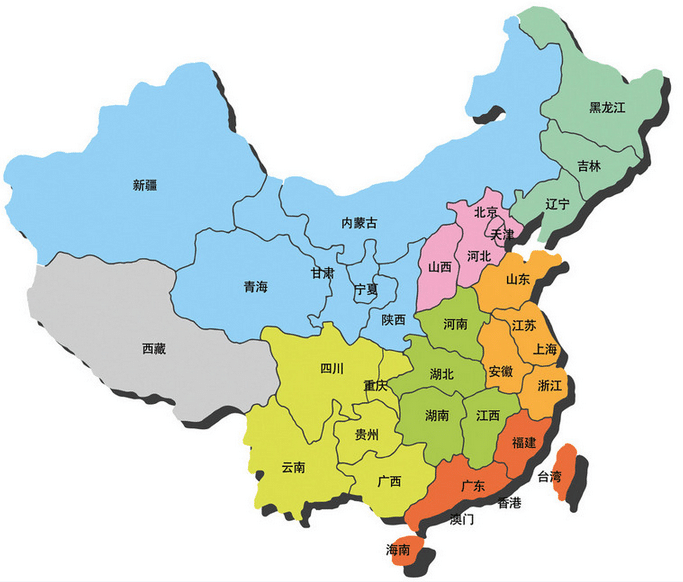 黑龙江
吉林
新疆
辽宁
北京
内蒙古
天津
河北
山西
甘肃
山东
青海
宁夏
陕西
河南
江苏
西藏
上海
四川
湖北
安徽
重庆
浙江
湖南
江西
贵州
福建
云南
台湾
广西
广东
香港
澳门
海南